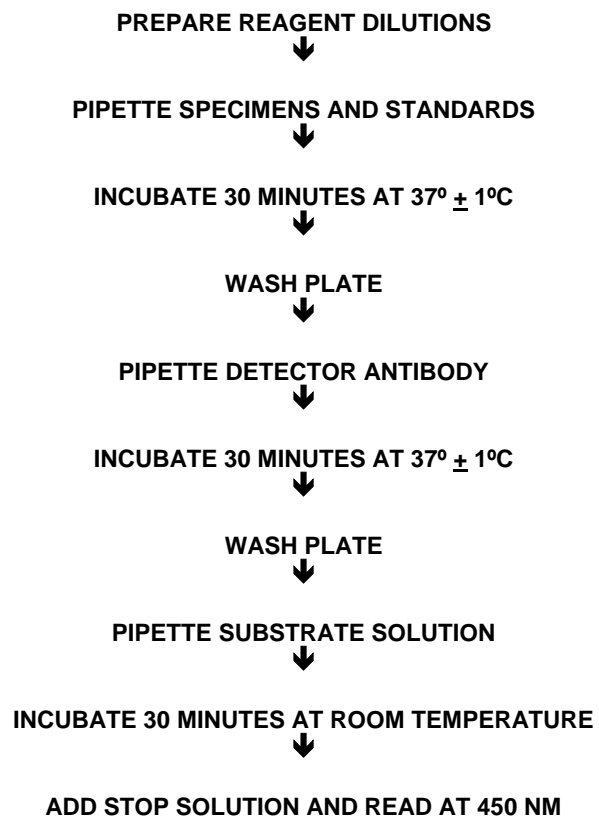 PREPARE REAGENT DILUTIONS
PIPETTE SPECIMENS AND STANDARDS
INCUBATE 30 MINUTES AT 37º ± 1ºC
WASH PLATE
PIPETTE DETECTOR ANTIBODY
INCUBATE 30 MINUTES AT 37º ± 1ºC
WASH PLATE
PIPETTE SUBSTRATE SOLUTION
INCUBATE 30 MINUTES AT ROOM TEMPERATURE
ADD STOP SOLUTION AND READ AT 450 NM